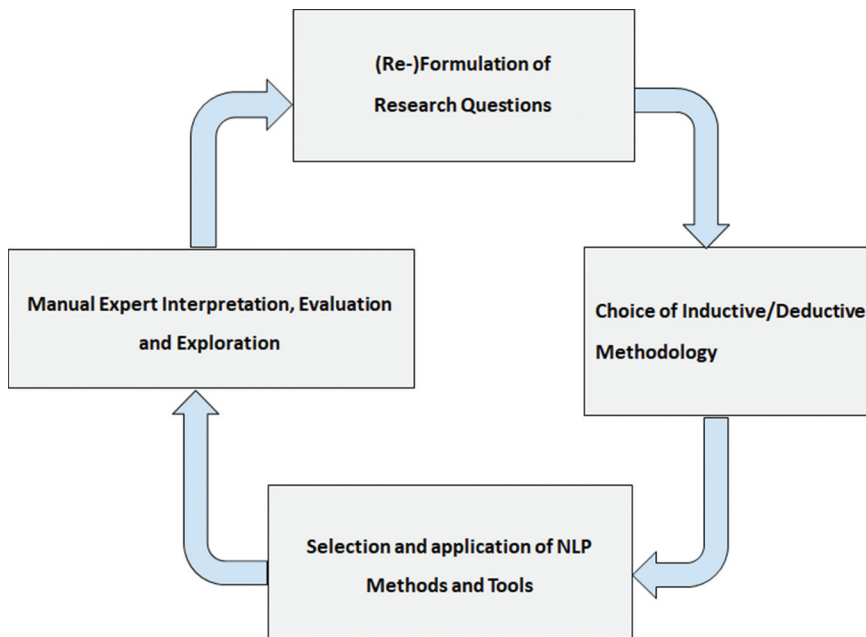 (Re-)Formulation of
Research Questions
Manual Expert Interpretation, Evaluation
and Exploration
Choice of Inductive/Deductive
Methodology
Selection and application of NLP
Methods and Tools